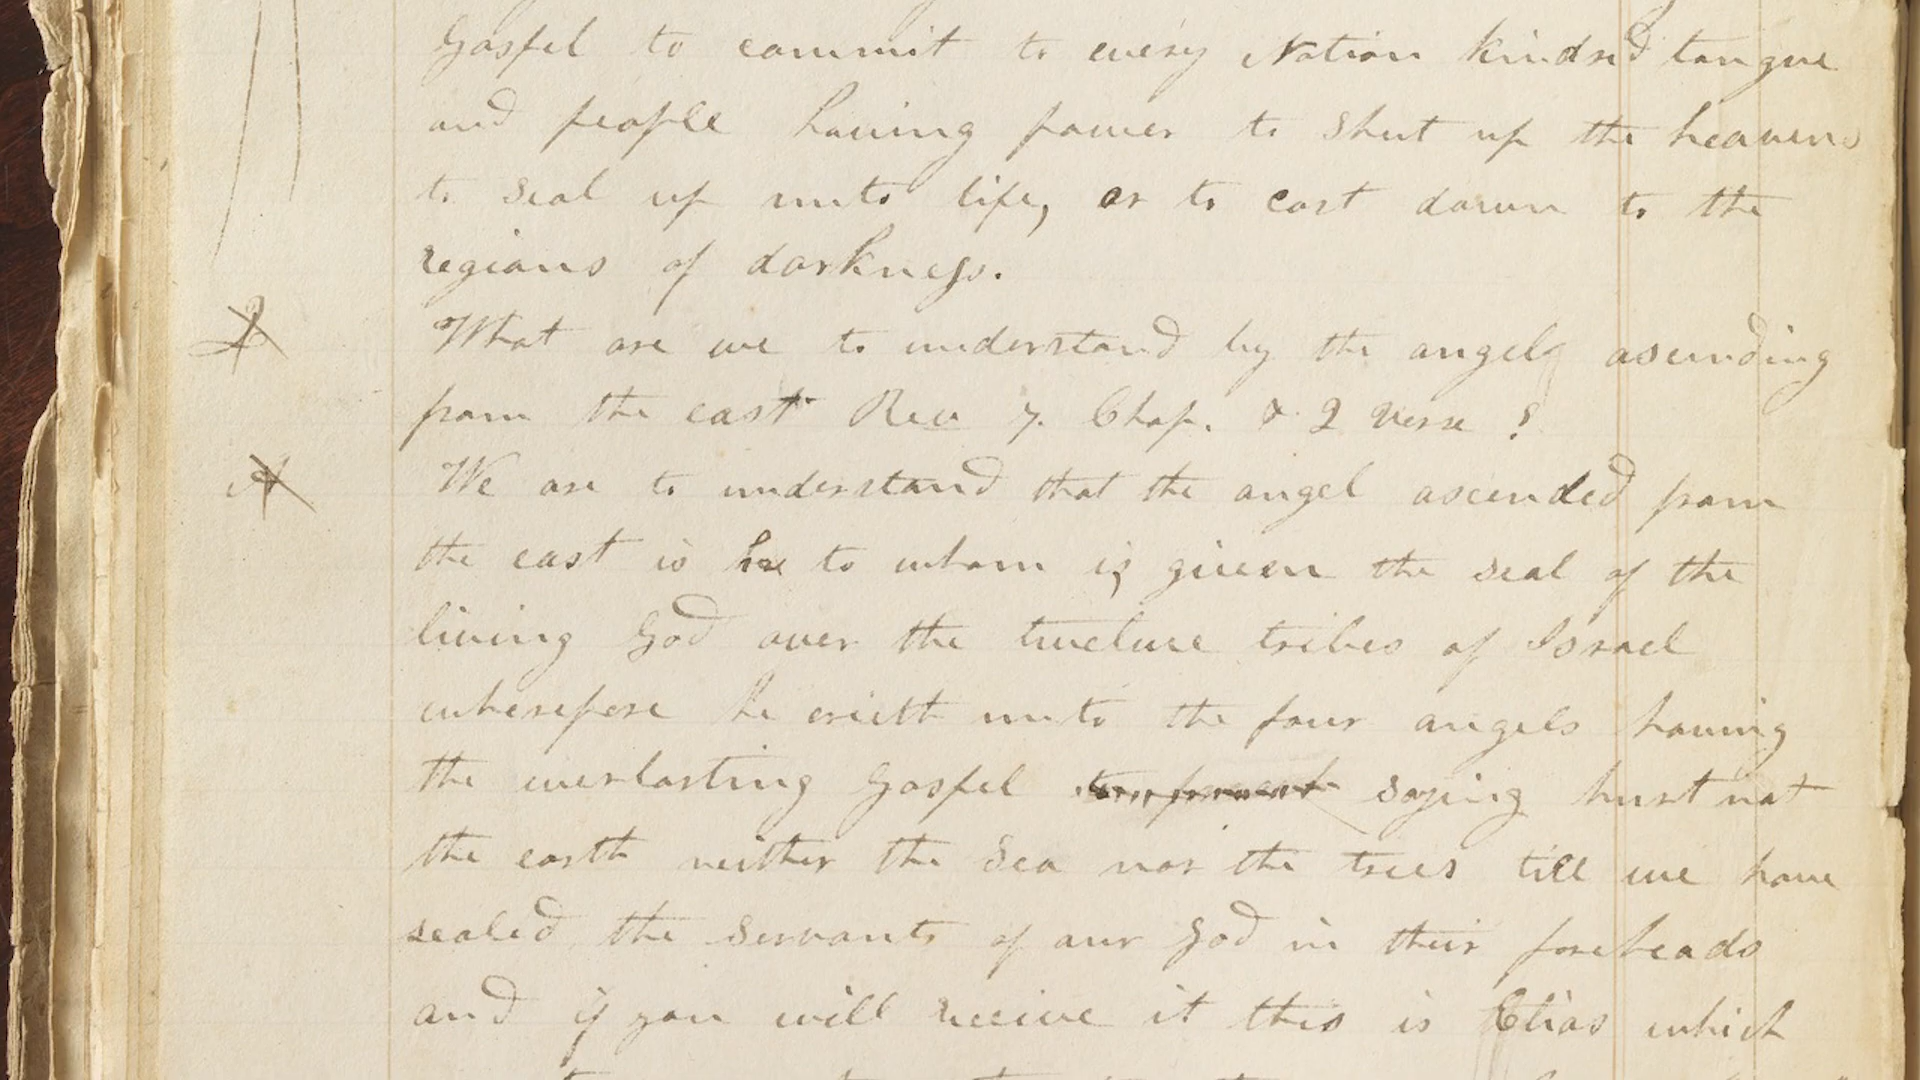 Gospel to commit to every Nation kindred tongue
and people having power to shut up the heavens
to seal up unto life, or to cast down to the
regions of darkness.
Q What are we to understand by the angel ascending
from the east Rev 7. Chap. & 2 verse?
A We are to understand that the angel ascended from
the east is he to whom is given the seal of the
living God over the twelve tribes of Israel
wherefore he crieth unto the four angels having
the everlasting Gospel saying hurt not
the earth neither the sea nor the trees till we have
sealed the servants of our God in their foreheads
and if you will receive it this is Elias which